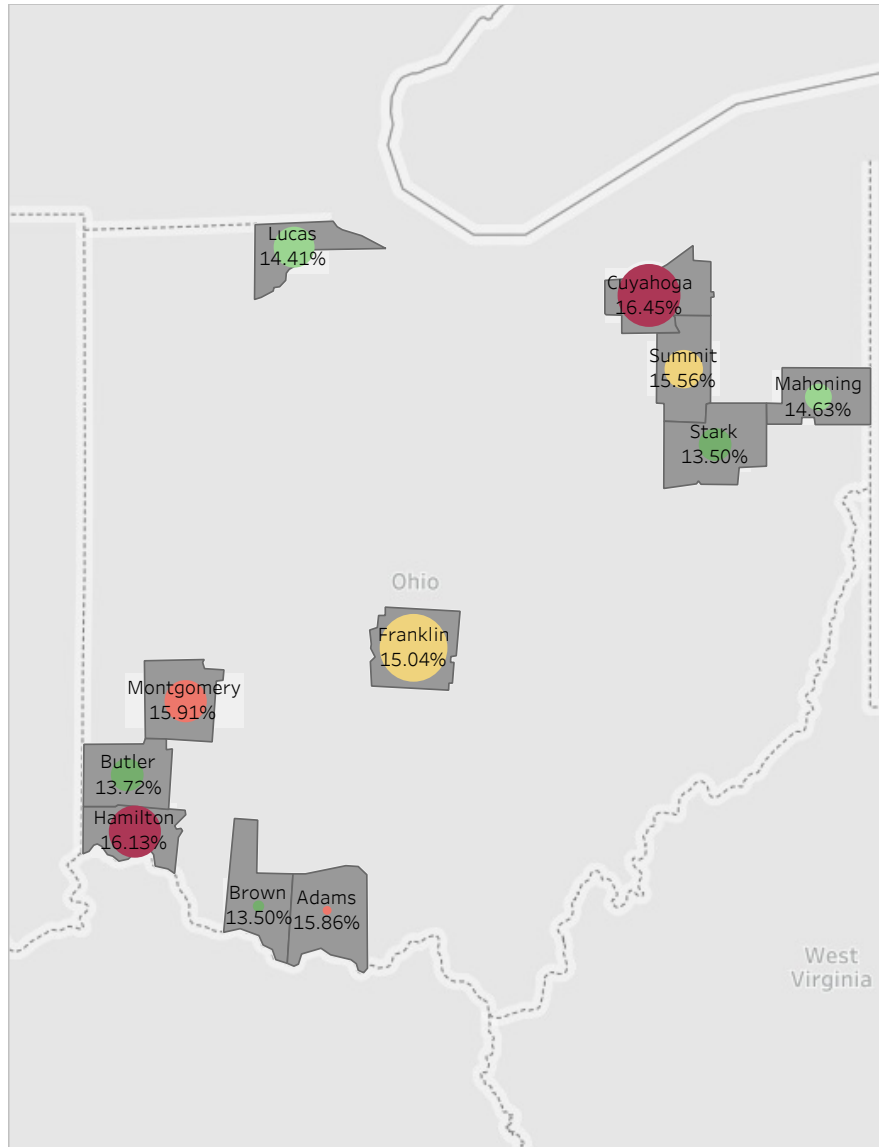 Lucas
14.41%
Cuyahoga
16.45%
Summit
15.56%
Mahoning
14.63%
Stark
13.50%
Ohio
Franklin
15.04%
Montgomery
15.91%
Butler
13.72%
Hamilton
16.13%
Brown
13.50%
Adams
15.86%
West
Virginia